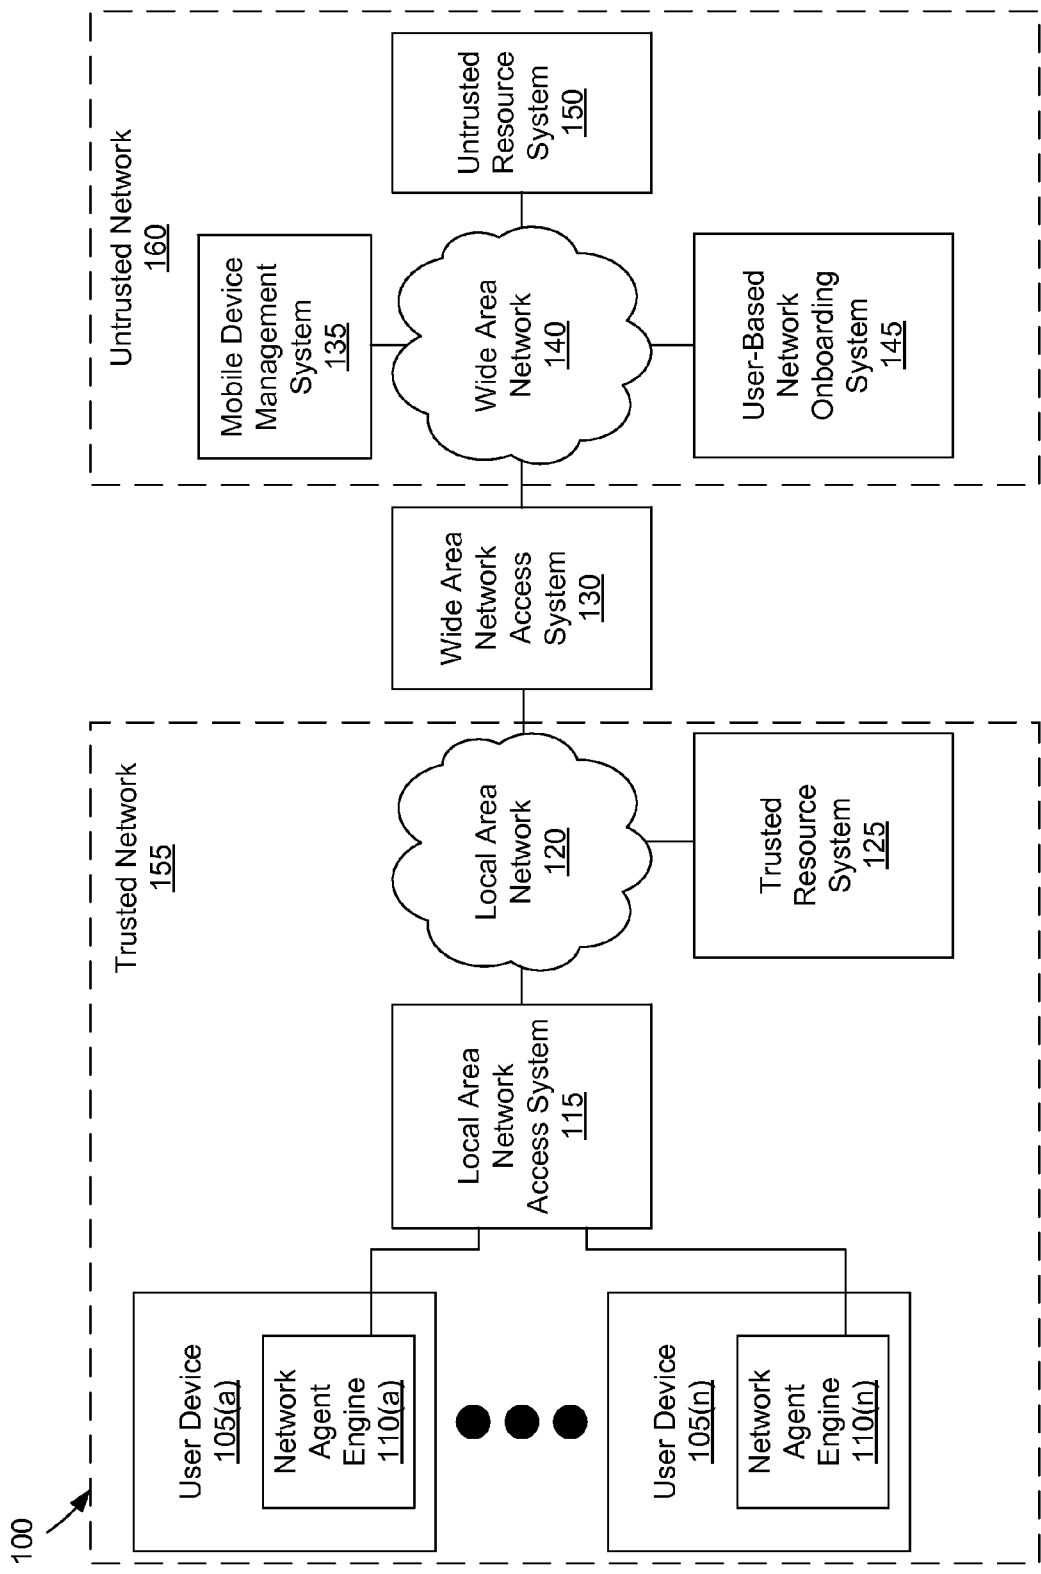 100
Trusted Network
155
User Device
105(a)
Network
Agent
Engine
110(a)
User Device
105(n)
Network
Agent
Engine
110(n)
Local Area
Network
Access System
115
Local Area
Network
120
Trusted
Resource
System
125
Wide Area
Network
Access
System
130
Untrusted Network
160
Mobile Device
Management
System
135
Wide Area
Network
140
User-Based
Network
Onboarding
System
145
Untrusted
Resource
System
150